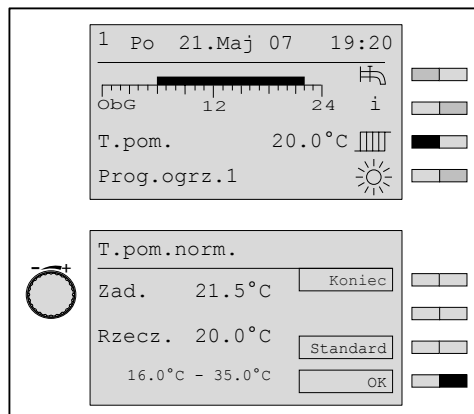 1 Po 21.Maj 07 19:20
ObG 12 24 i
T.pom. 20.0°C
Prog.ogrz.1
T.pom.norm.
Koniec
Zad. 21.5°C
Rzecz. 20.0°C
Standard
16.0°C - 35.0°C
OK
- +